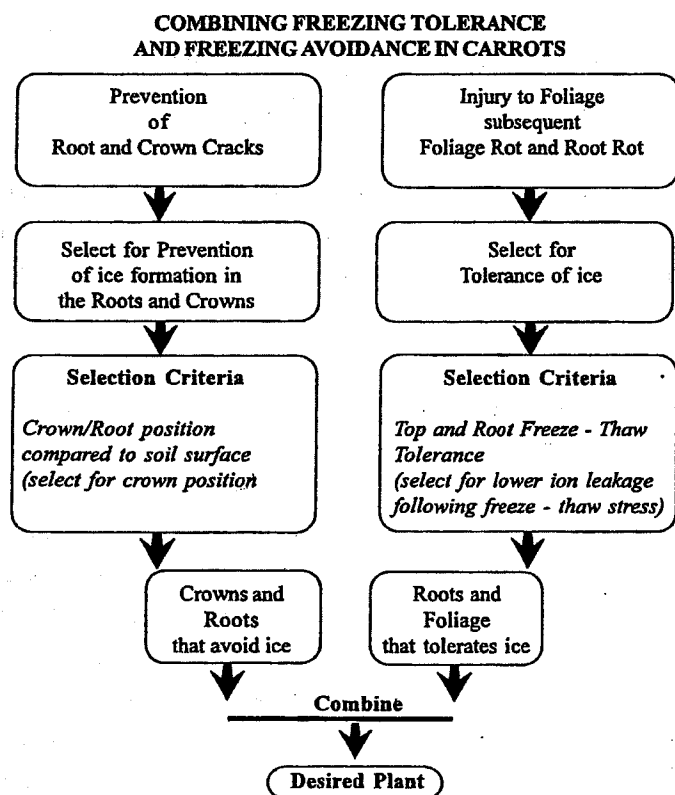 COMBINING FREEZING TOLERANCE
AND FREEZING AVOIDANCE IN CARROTS
Prevention
of
Root and Crown Cracks
Select for Prevention
of ice formation in
the Roots and Crowns
Selection Criteria
Crown/Root position
compared to soil surface
(select for crown position
Crowns and
Roots
that avoid ice
Injury to Foliage
subsequent
Foliage Rot and Root Rot
Select for
Tolerance of ice
Selection Criteria
Top and Root Freeze - Thaw
Tolerance
(select for lower ion leakage
following freeze - thaw stress)
Roots and
Foliage
that tolerates ice
Combine
Desired Plant